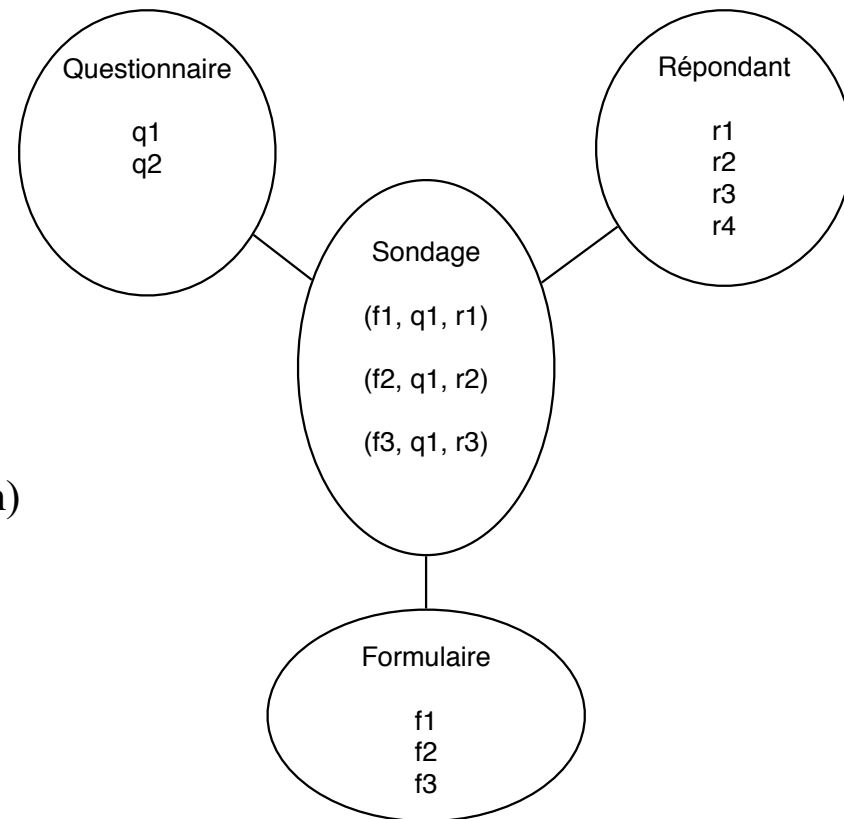 Questionnaire
q1
q2
Répondant
r1
r2
r3
r4
Sondage
(f1, q1, r1)
(f2, q1, r2)
(f3, q1, r3)
)
Formulaire
f1
f2
f3